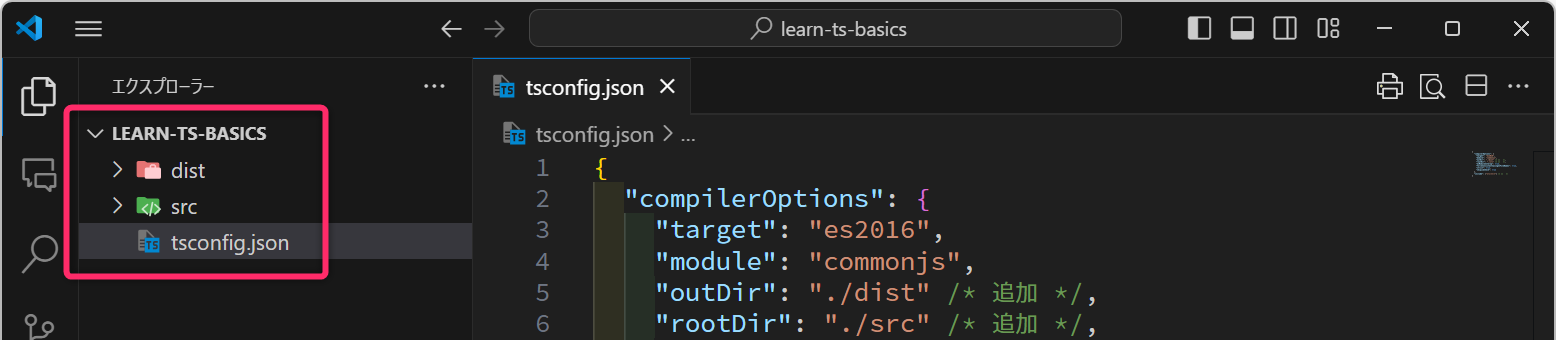 learn-ts-basics
エクスプローラー
LEARN-TS-BASICS
dist
src
tsconfig.json
tsconfig.json
tsconfig.json > ...
1 {
2 "compilerOptions": {
3 "target": "es2016",
4 "module": "commonjs",
5 "outDir": "./dist" /* 追加 */,
6 "rootDir": "./src" /* 追加 */,